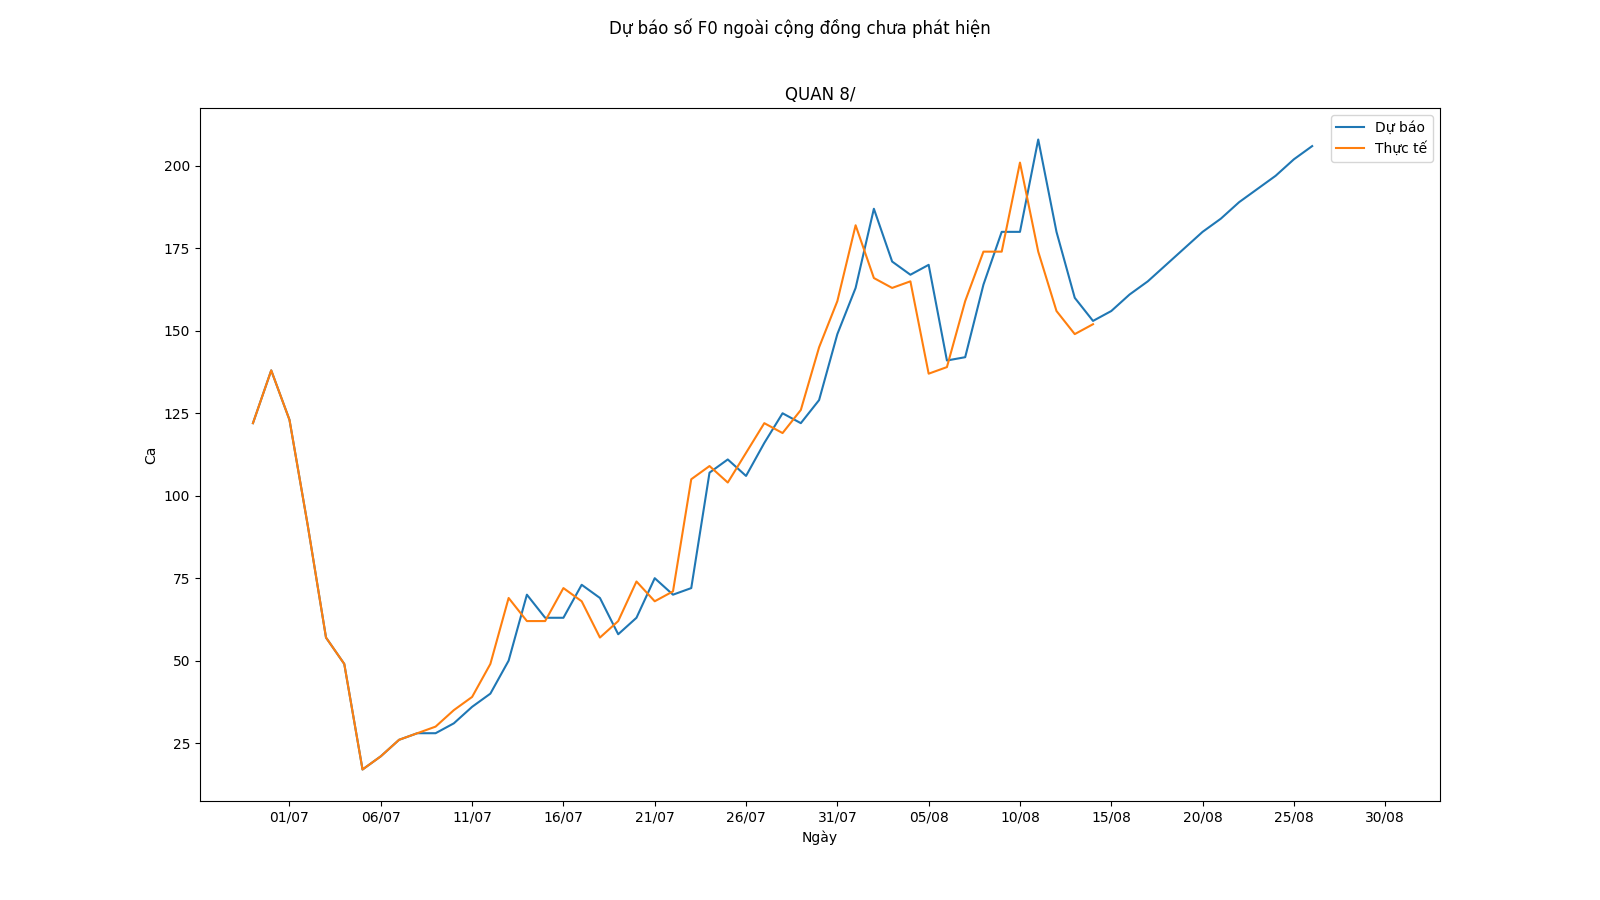 Dự báo số F0 ngoài cộng đồng chưa phát hiện
QUAN 8/
Dự báo
Thực tế
200
175
150
125
100
75
50
25
Ca
01/07 06/07 11/07 16/07 21/07 26/07 31/07 05/08 10/08 15/08 20/08 25/08 30/08
Ngày